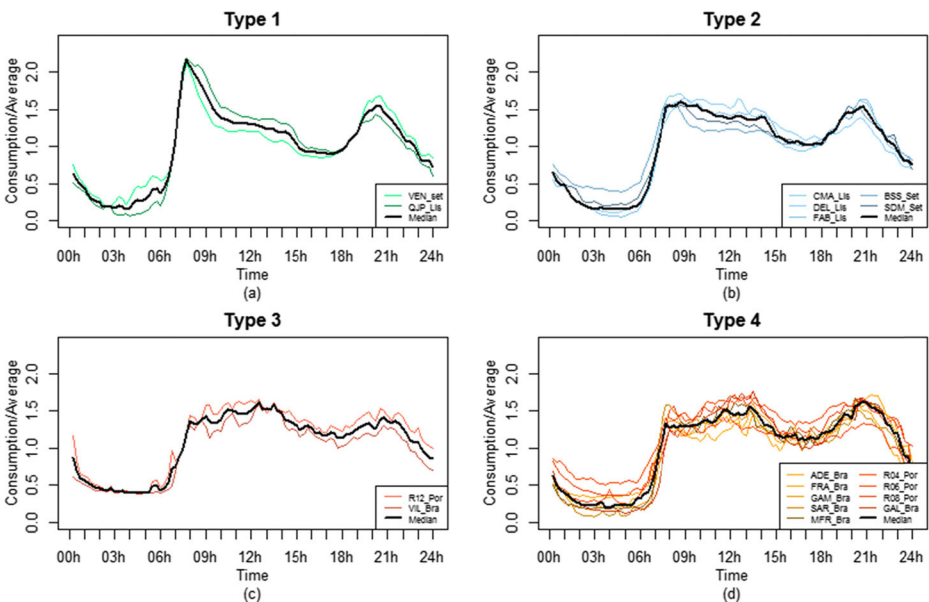 Type 1
Consumption/Average
0.0 0.5 1.0 1.5 2.0
VEN_set
QJP_Lis
Median
00h 03h 06h 09h 12h 15h 18h 21h 24h
Time
(a)
Type 2
Consumption/Average
0.0 0.5 1.0 1.5 2.0
CMA_Lis BSS_Set
DEL_Lis SDM_Set
FAB_Lis Median
00h 03h 06h 09h 12h 15h 18h 21h 24h
Time
(b)
Type 3
Consumption/Average
0.0 0.5 1.0 1.5 2.0
R12_Por
VIL_Bra
Median
00h 03h 06h 09h 12h 15h 18h 21h 24h
Time
(c)
Type 4
Consumption/Average
0.0 0.5 1.0 1.5 2.0
ADE_Bra R04_Por
FRA_Bra R06_Por
GAM_Bra R08_Por
SAR_Bra GAL_Bra
MFR_Bra Median
00h 03h 06h 09h 12h 15h 18h 21h 24h
Time
(d)